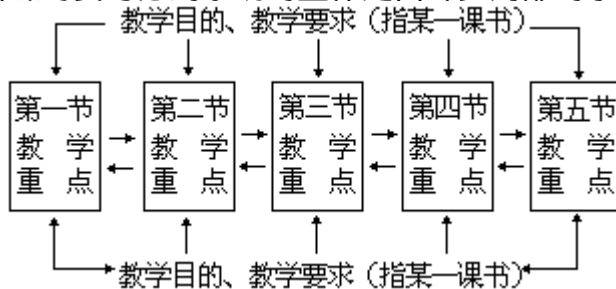 教学目的、教学要求（指某一课书）
第一节 第二节 第三节 第四节 第五节
教 学 教 学 教 学 教 学 教 学
重 点 重 点 重 点 重 点 重 点
教学目的、教学要求（指某一课书）